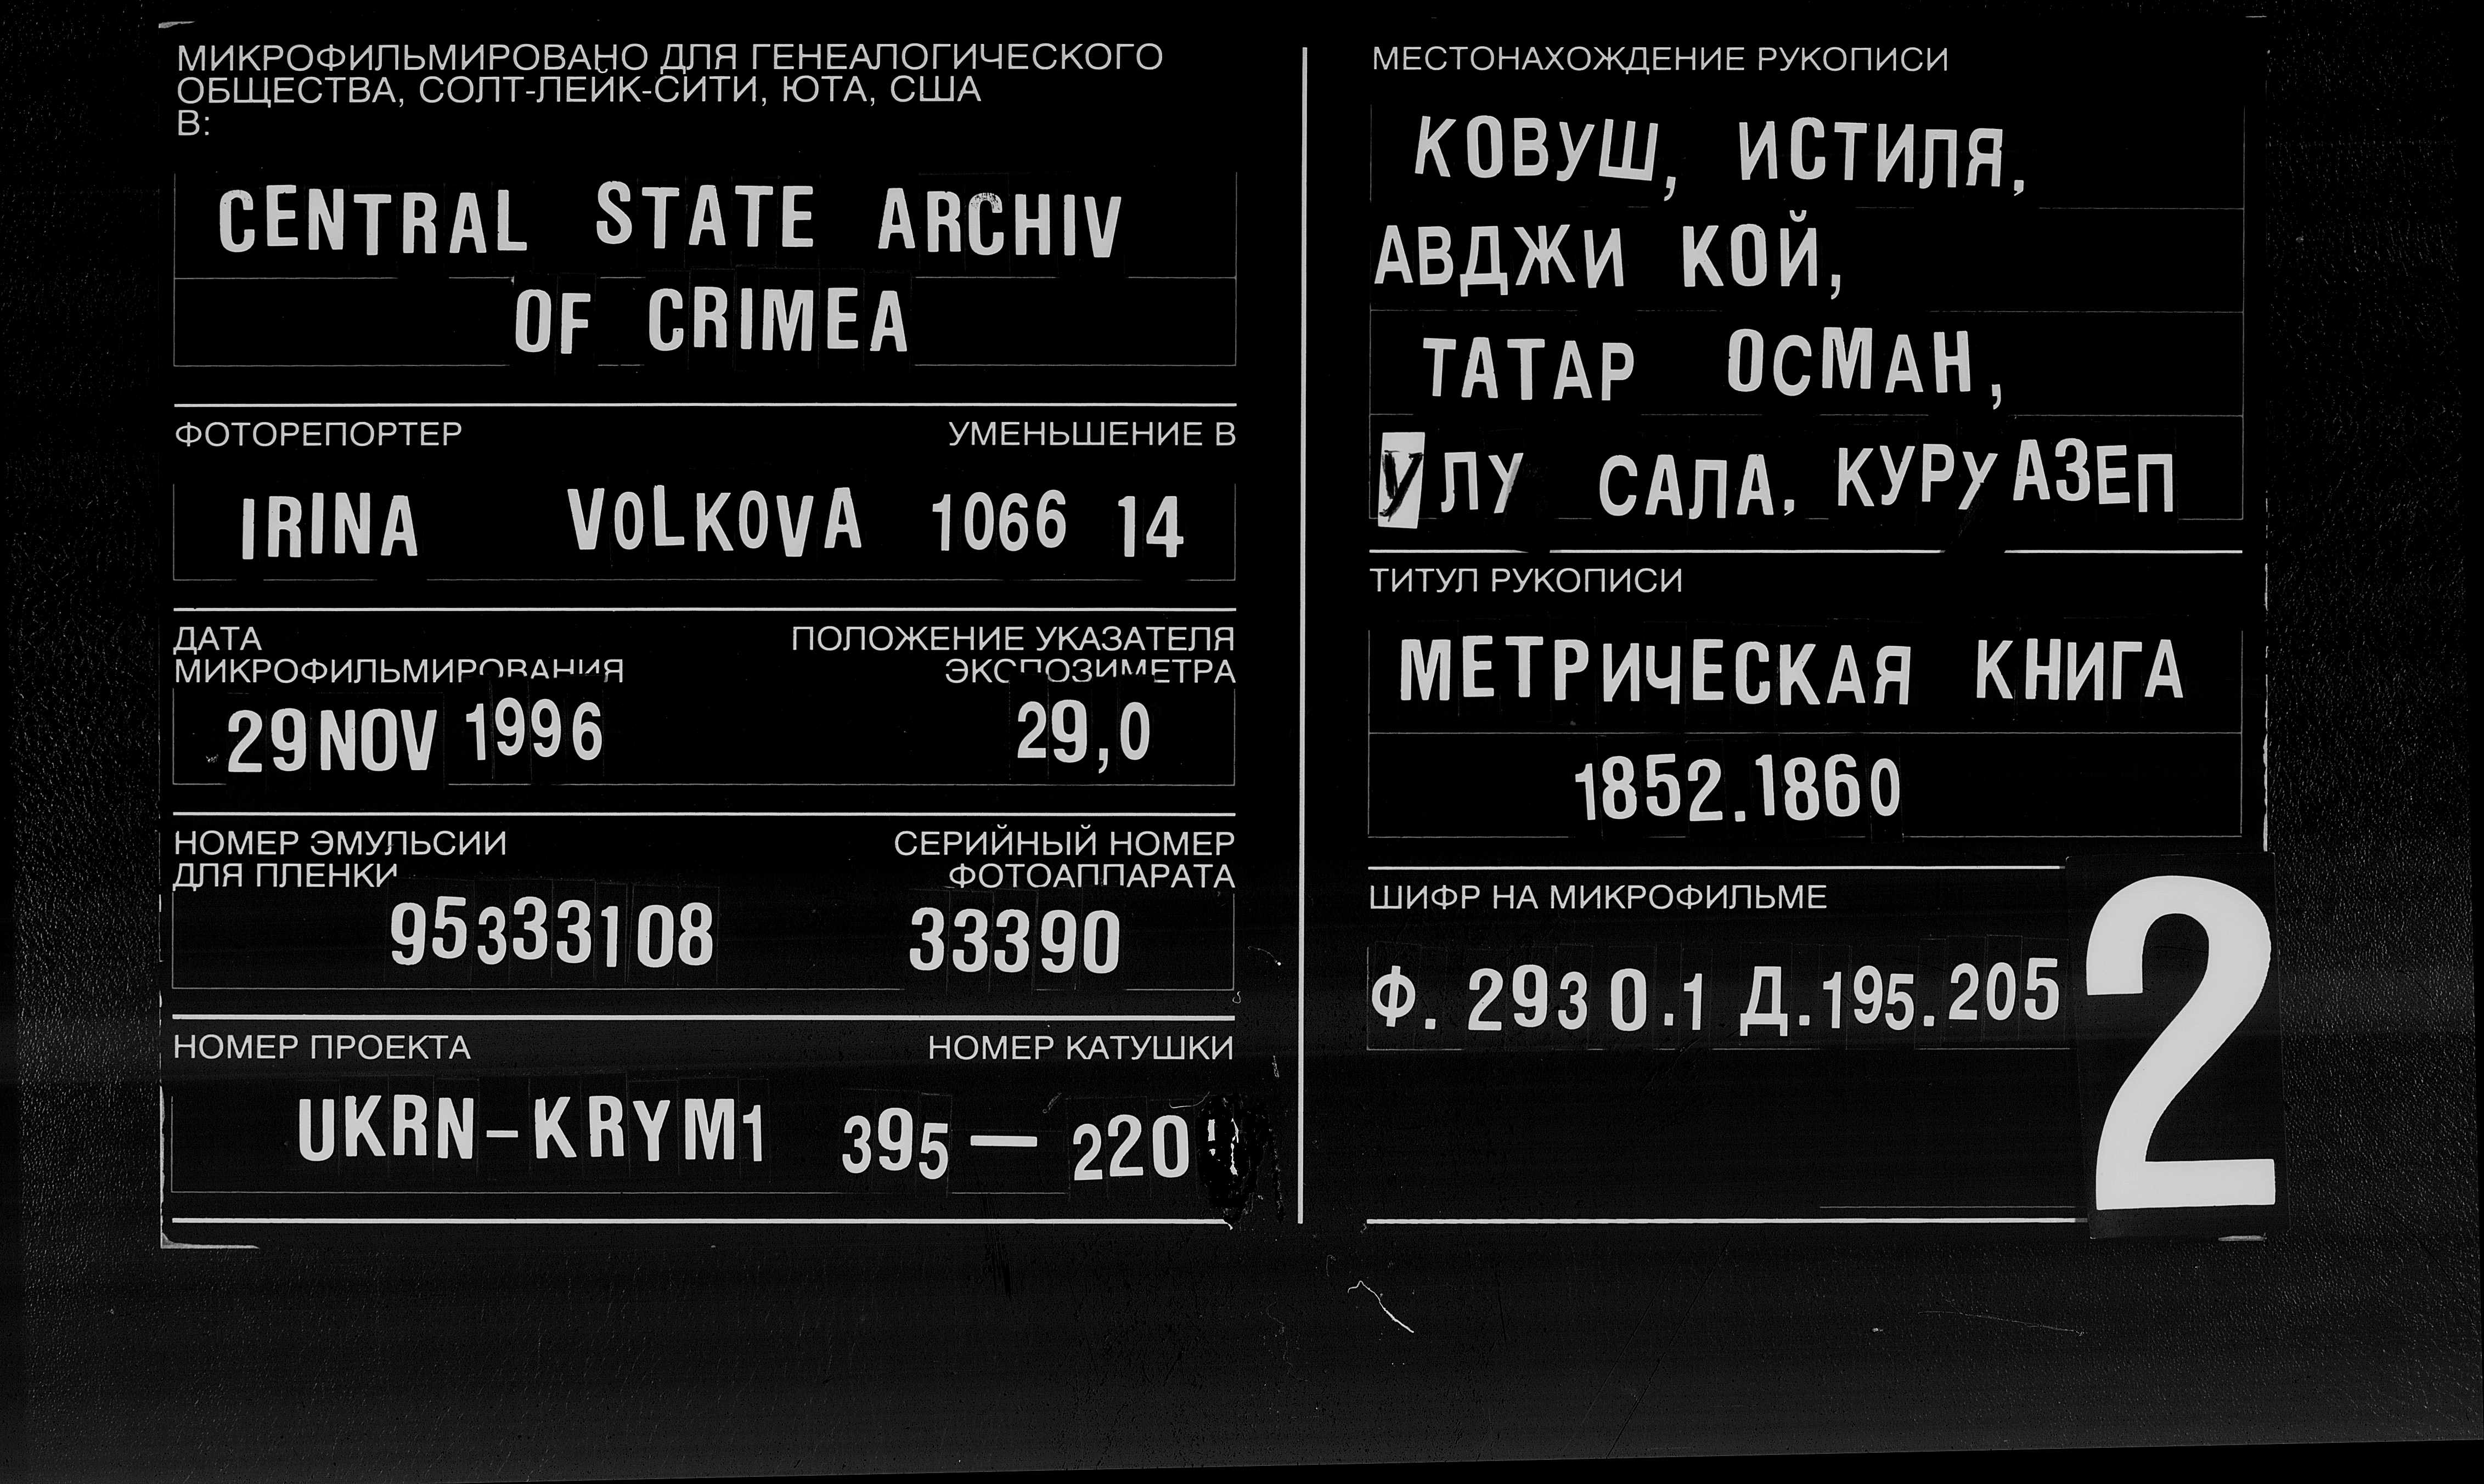 МИКРОФИЛЬМИРОВАНО ДЛЯ ГЕНЕАЛОГИЧЕСКОГО
ОБЩЕСТВА, СОЛТ-ЛЕЙК-СИТИ, ЮТА, США
В:
CENTRAL STATE ARCHIV
OF CRIMEA
ФОТОРЕПОРТЕР УМЕНЬШЕНИЕ В
IRINA VOLKOVA 1066 14
ДАТА ПОЛОЖЕНИЕ УКАЗАТЕЛЯ
МИКРОФИЛЬМИРОВАНИЯ ЭКСПОЗИМЕТРА
29 NOV 1996 29,0
НОМЕР ЭМУЛЬСИИ СЕРИЙНЫЙ НОМЕР
ДЛЯ ПЛЕНКИ ФОТОАППАРАТА
95333108 33390
НОМЕР ПРОЕКТА НОМЕР КАТУШКИ
UKRN-KRYM1 395 — 220
МЕСТОНАХОЖДЕНИЕ РУКОПИСИ
КОВУШ, ИСТИЛЯ,
АВДЖИ КОЙ,
ТАТАР ОСМАН,
УЛУ САЛА, КУРУ АЗЕП
ТИТУЛ РУКОПИСИ
МЕТРИЧЕСКАЯ КНИГА
1852.1860
ШИФР НА МИКРОФИЛЬМЕ
Ф. 293 О.1 Д.195.205
2